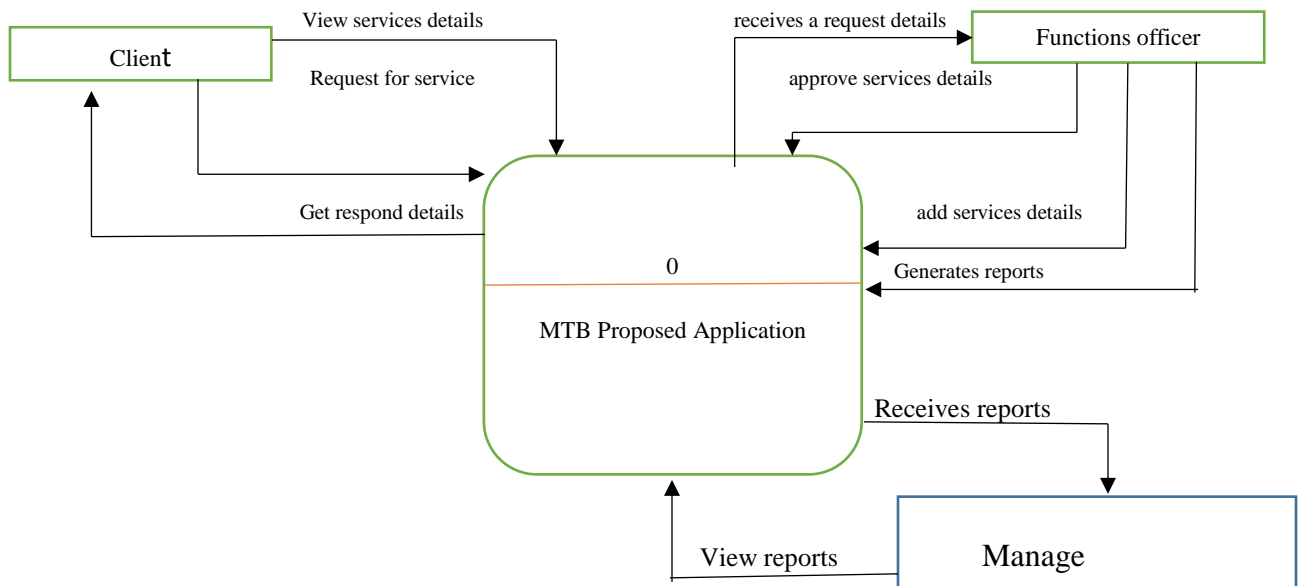 View services details
receives a request details
Client
Functions officer
Request for service
approve services details
Get respond details
add services details
0
Generates reports
MTB Proposed Application
Receives reports
Manage
View reports